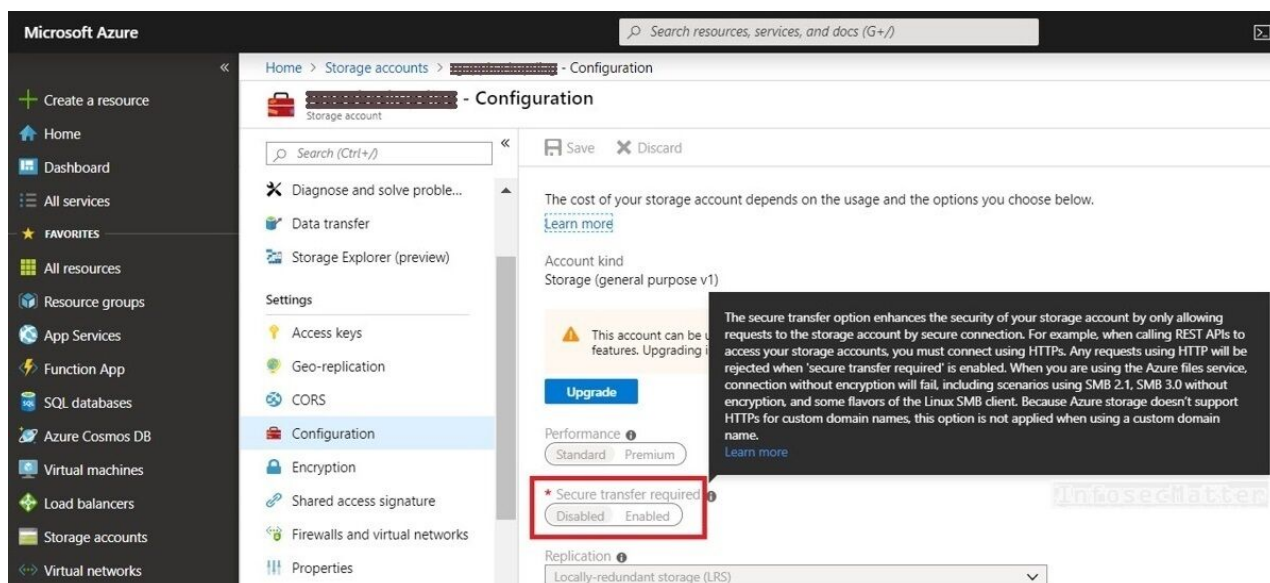 Microsoft Azure
Search resources, services, and docs (G+/)
«
Create a resource
Home
Dashboard
All services
FAVORITES
All resources
Resource groups
App Services
Function App
SQL databases
Azure Cosmos DB
Virtual machines
Load balancers
Storage accounts
Virtual networks
Home > Storage accounts > - Configuration
- Configuration
Storage account
Search (Ctrl+/)
«
Diagnose and solve proble...
Data transfer
Storage Explorer (preview)
Settings
Access keys
Geo-replication
CORS
Configuration
Encryption
Shared access signature
Firewalls and virtual networks
Properties
Save Discard
The cost of your storage account depends on the usage and the options you choose below.
Learn more
Account kind
Storage (general purpose v1)
This account can be u
features. Upgrading i
Upgrade
The secure transfer option enhances the security of your storage account by only allowing
requests to the storage account by secure connection. For example, when calling REST APIs to
access your storage accounts, you must connect using HTTPs. Any requests using HTTP will be
rejected when 'secure transfer required' is enabled. When you are using the Azure files service,
connection without encryption will fail, including scenarios using SMB 2.1, SMB 3.0 without
encryption, and some flavors of the Linux SMB client. Because Azure storage doesn't support
HTTPs for custom domain names, this option is not applied when using a custom domain
name.
Learn more
Performance
Standard Premium
* Secure transfer required
Disabled Enabled
InfosecMatter
Replication
Locally-redundant storage (LRS)